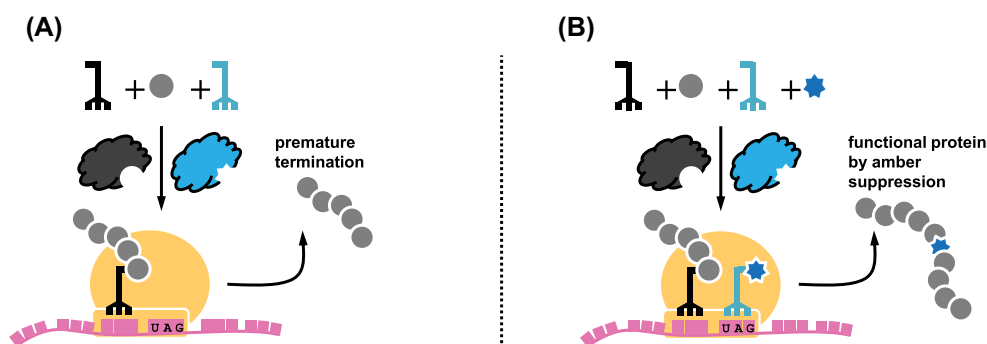 (A)
+
+
premature
termination
UAG
(B)
+
+
+
functional protein
by amber
suppression
UAG